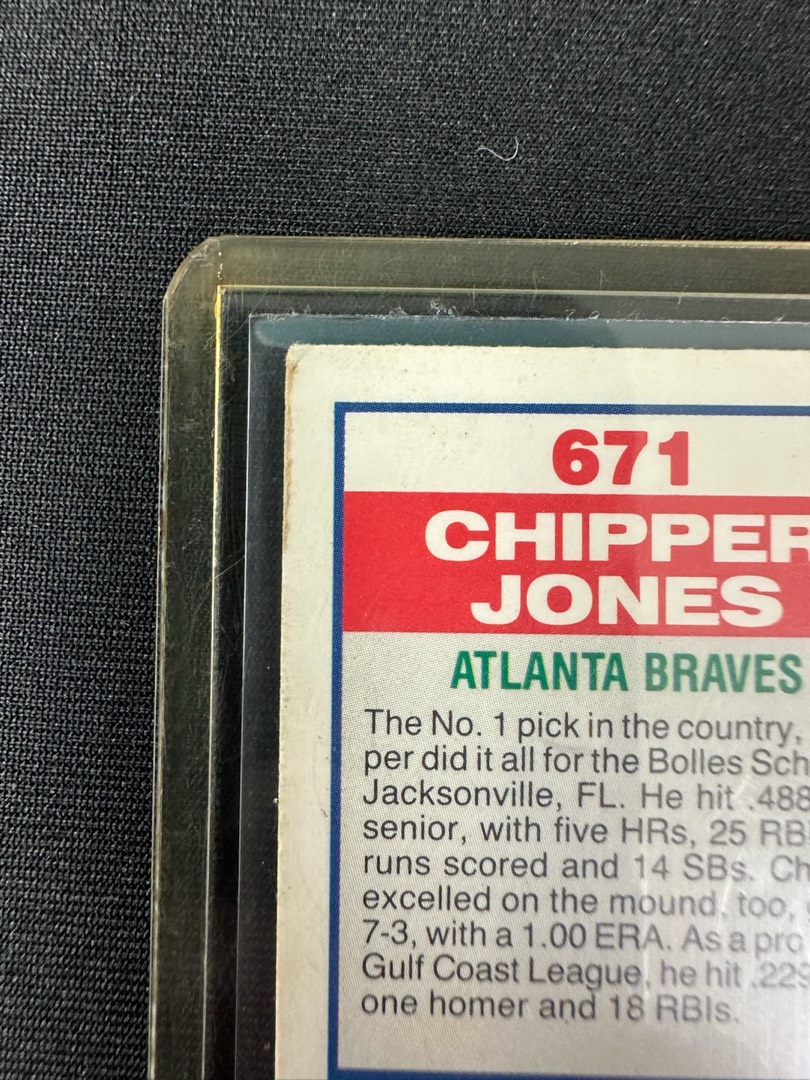 671
CHIPPER
JONES
ATLANTA BRAVES
The No. 1 pick in the country,
per did it all for the Bolles Sch
Jacksonville, FL. He hit .488
senior, with five HRs, 25 RB
runs scored and 14 SBs. Ch
excelled on the mound, too,
7-3, with a 1.00 ERA. As a pro
Gulf Coast League, he hit .229
one homer and 18 RBIs.